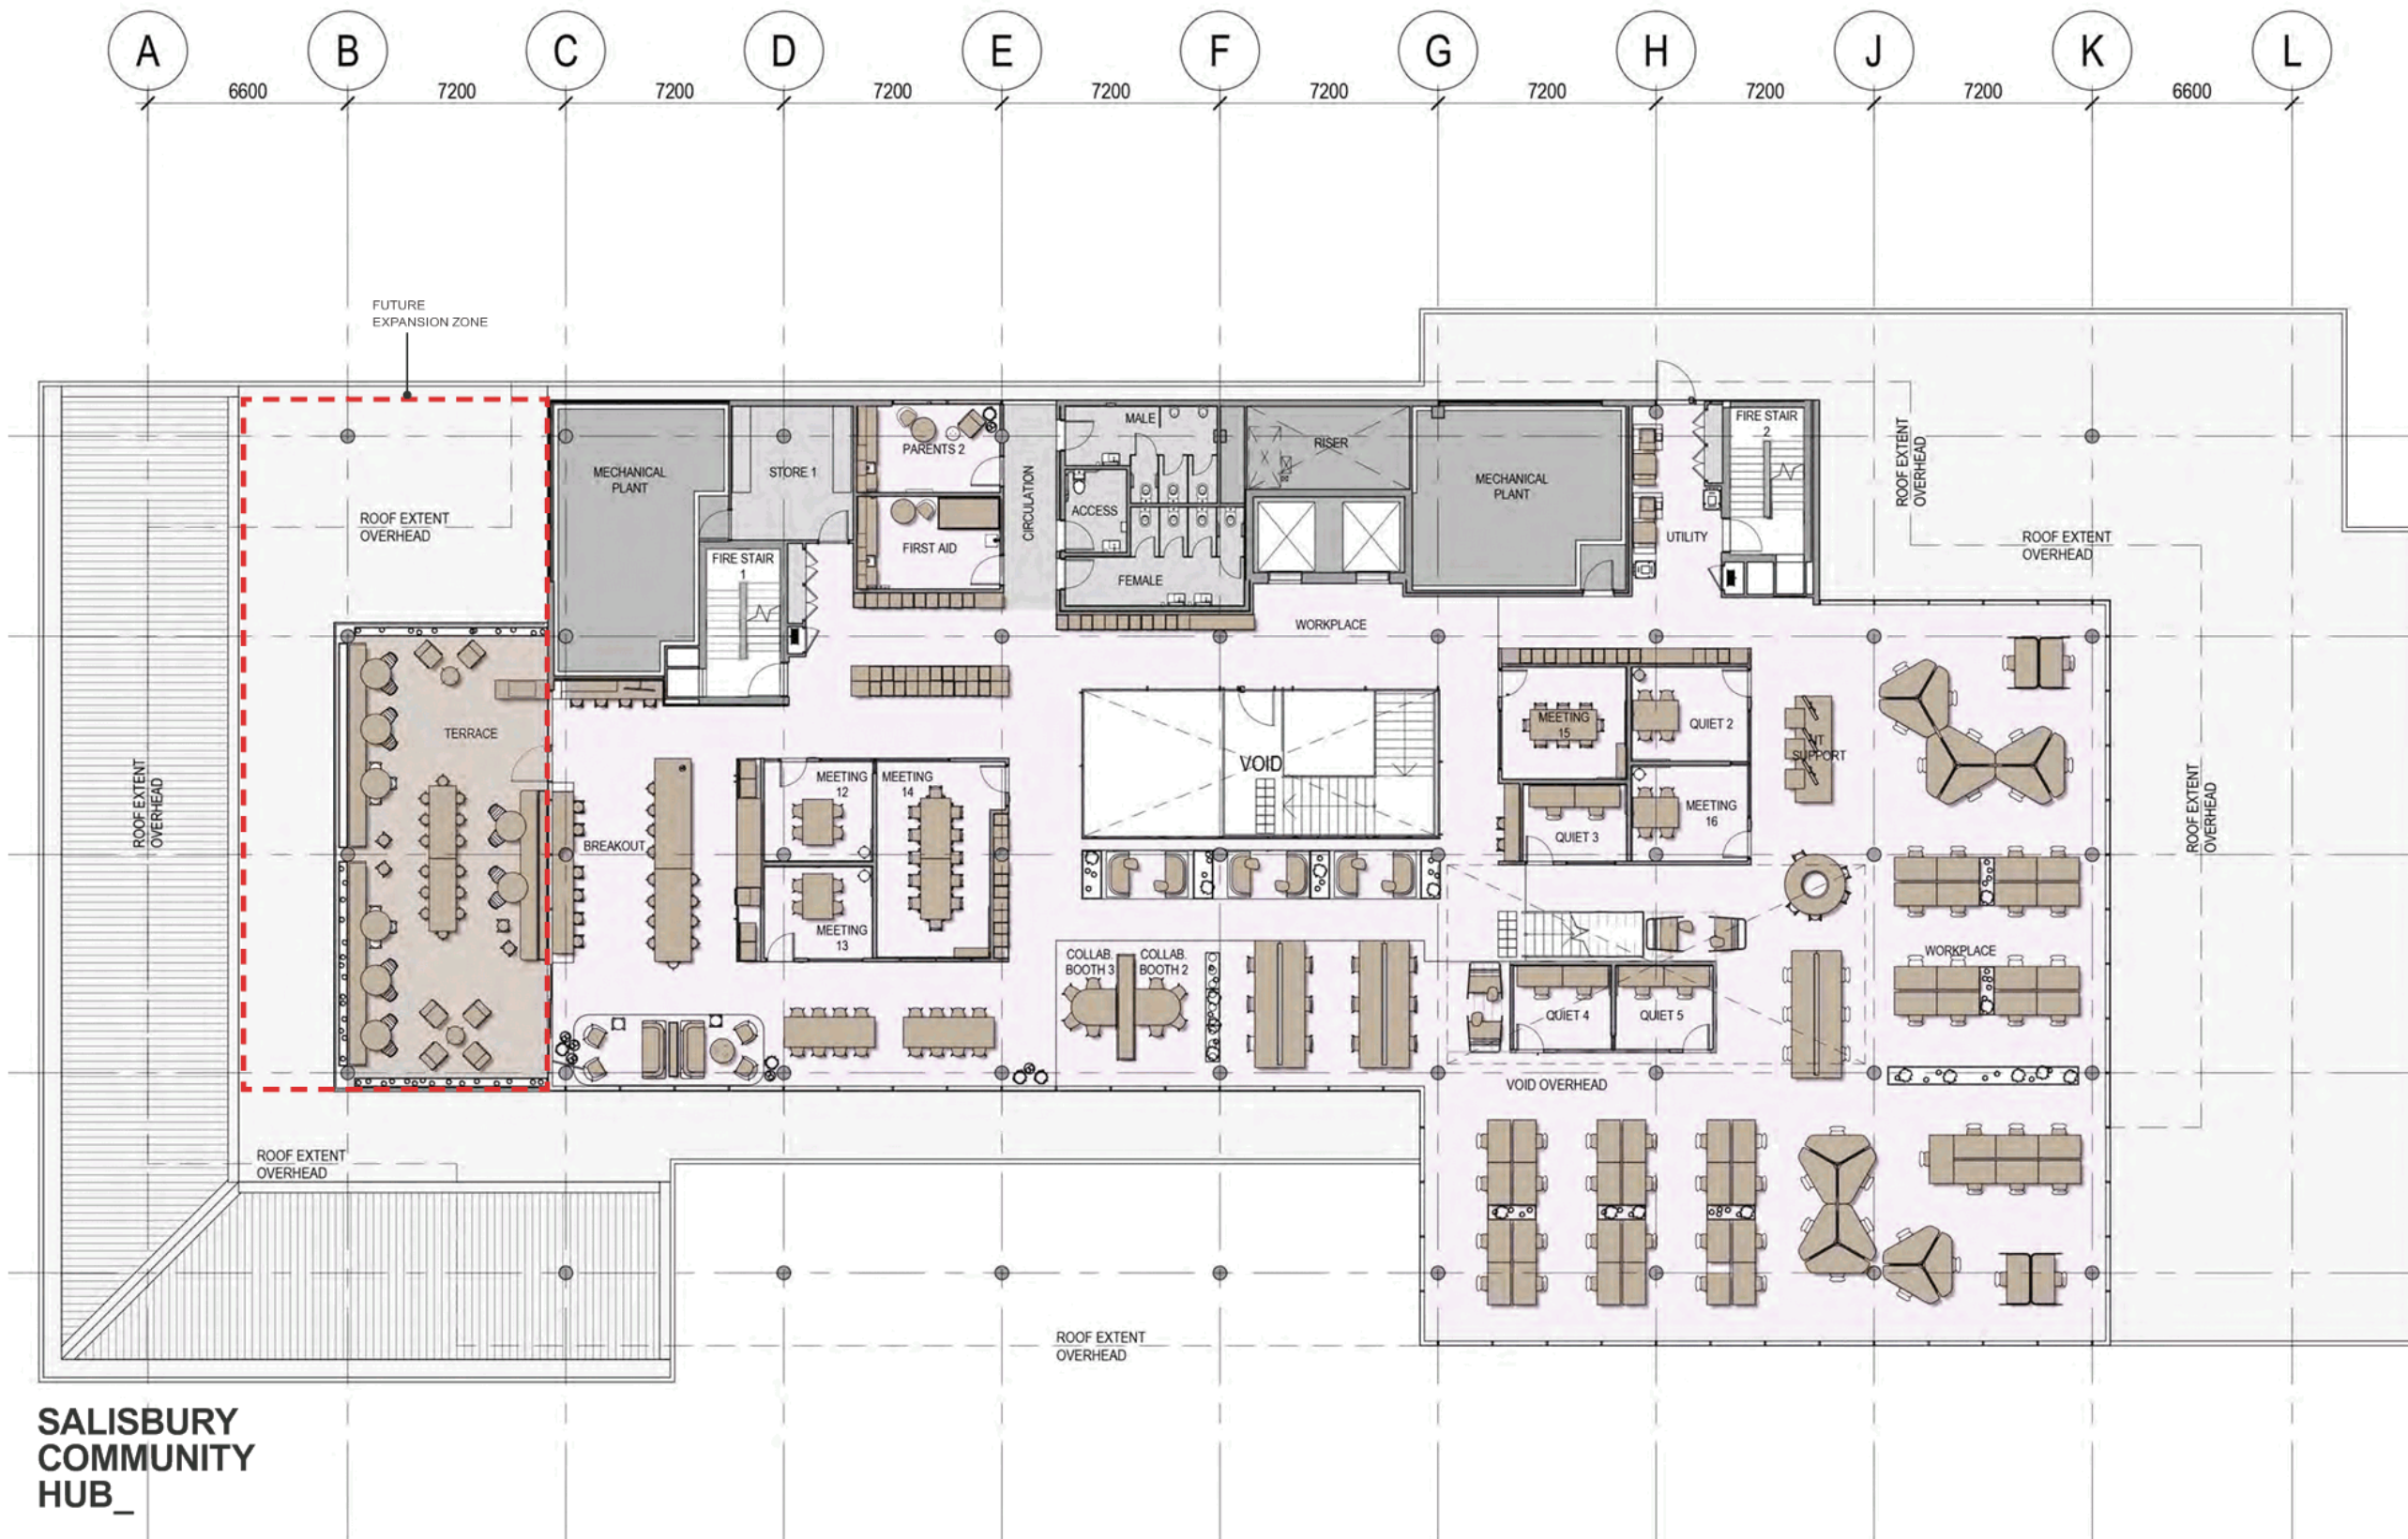 A B C D E F G H J K L
6600 7200 7200 7200 7200 7200 7200 7200 7200 6600
FUTURE
EXPANSION ZONE
ROOF EXTENT
OVERHEAD
MECHANICAL
PLANT
STORE 1
FIRE STAIR
1
PARENTS 2
FIRST AID
CIRCULATION
MALE
ACCESS
FEMALE
RISER
MECHANICAL
PLANT
UTILITY
FIRE STAIR
2
ROOF EXTENT
OVERHEAD
ROOF EXTENT
OVERHEAD
WORKPLACE
TERRACE
BREAKOUT
MEETING
12
MEETING
14
MEETING
13
VOID
MEETING
15
QUIET 2
QUIET 3
MEETING
16
SUPPORT
ROOF EXTENT
OVERHEAD
ROOF EXTENT
OVERHEAD
COLLAB.
BOOTH 3
COLLAB.
BOOTH 2
QUIET 4
QUIET 5
WORKPLACE
VOID OVERHEAD
ROOF EXTENT
OVERHEAD
ROOF EXTENT
OVERHEAD
SALISBURY
COMMUNITY
HUB_